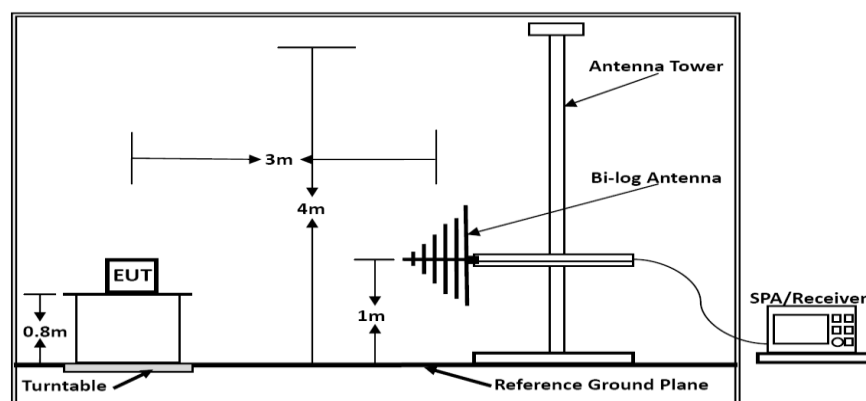 Antenna Tower
3m
Bi-log Antenna
4m
EUT
SPA/Receiver
0.8m
1m
Turntable
Reference Ground Plane